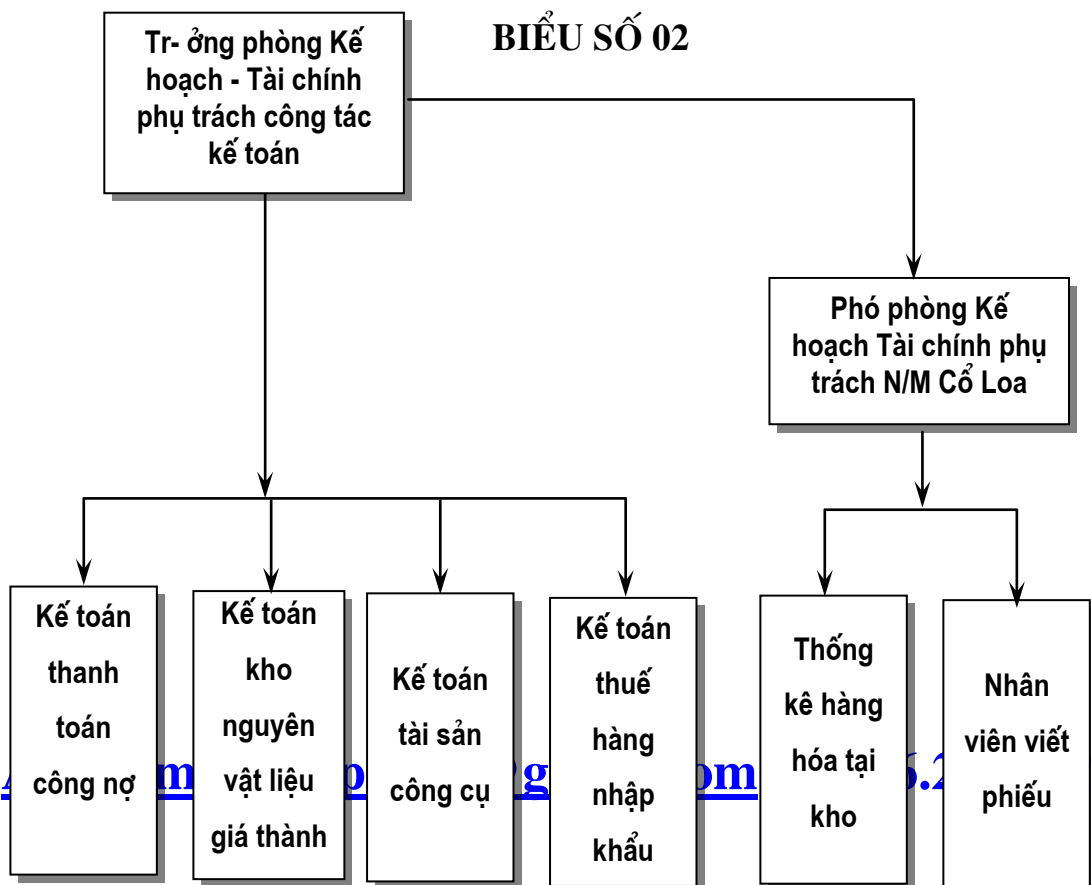 BIỂU SỐ 02
Tr- ởng phòng Kế
hoạch - Tài chính
phụ trách công tác
kế toán
Phó phòng Kế
hoạch Tài chính phụ
trách N/M Cổ Loa
Kế toán
thanh
toán
công nợ
Kế toán
kho
nguyên
vật liệu
giá thành
Kế toán
tài sản
công cụ
Kế toán
thuế
hàng
nhập
khẩu
Thống
kê hàng
hóa tại
kho
Nhân
viên viết
phiếu